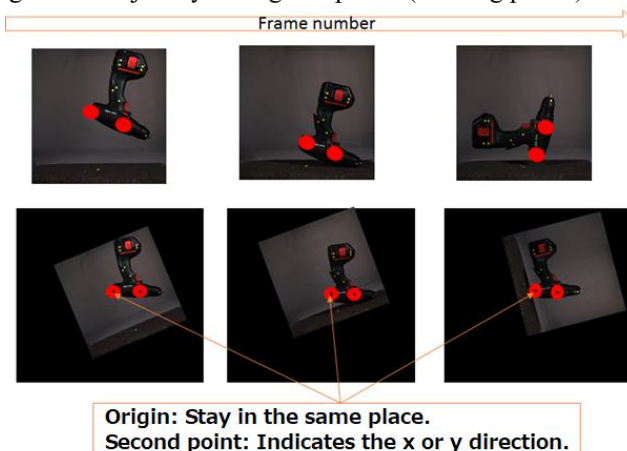 Frame number
Origin: Stay in the same place.
Second point: Indicates the x or y direction.